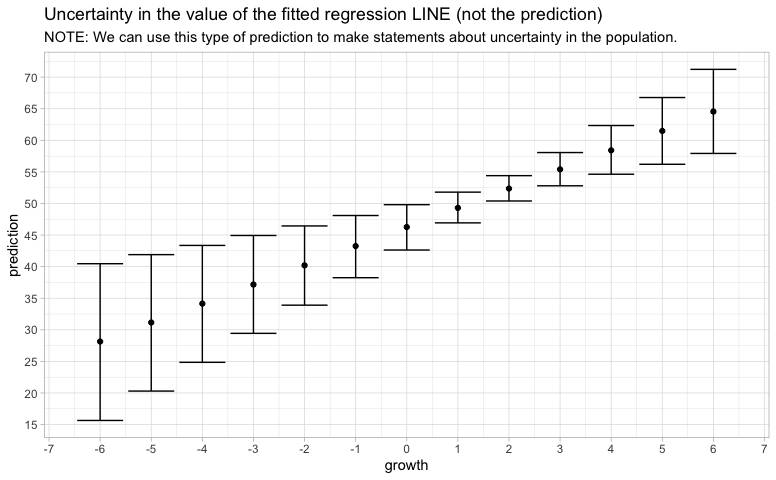 Uncertainty in the value of the fitted regression LINE (not the prediction)
NOTE: We can use this type of prediction to make statements about uncertainty in the population.
70
65
60
55
50
45
40
35
30
25
20
15
prediction
-7 -6 -5 -4 -3 -2 -1 0 1 2 3 4 5 6 7
growth